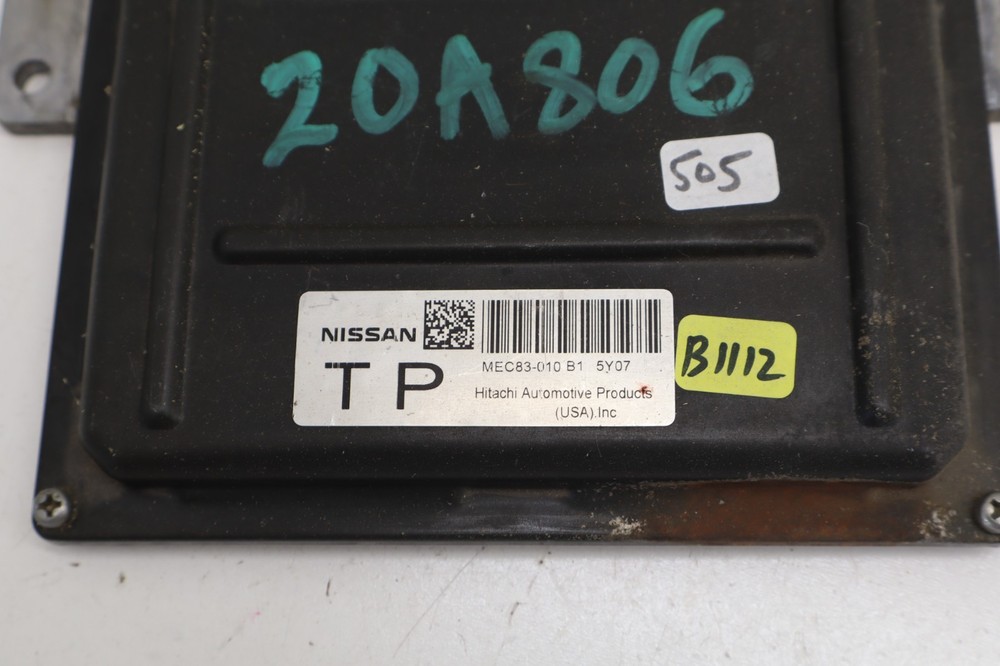 20A806
505
NISSAN
TP
MEC83-010 B1 5Y07
Hitachi Automotive Products
(USA).Inc
B1112